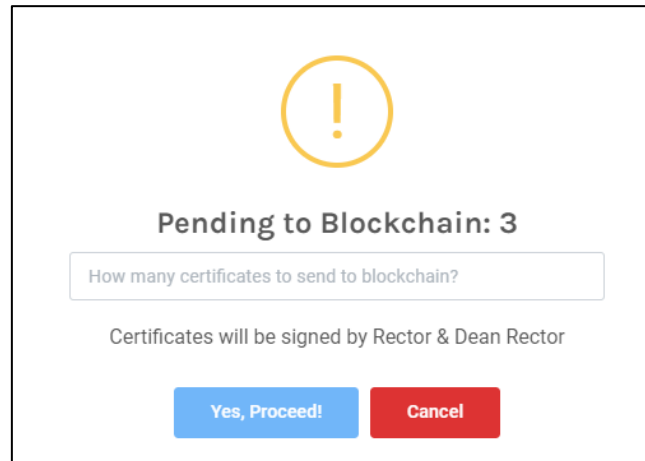 !
Pending to Blockchain: 3
How many certificates to send to blockchain?
Certificates will be signed by Rector & Dean Rector
Yes, Proceed! Cancel